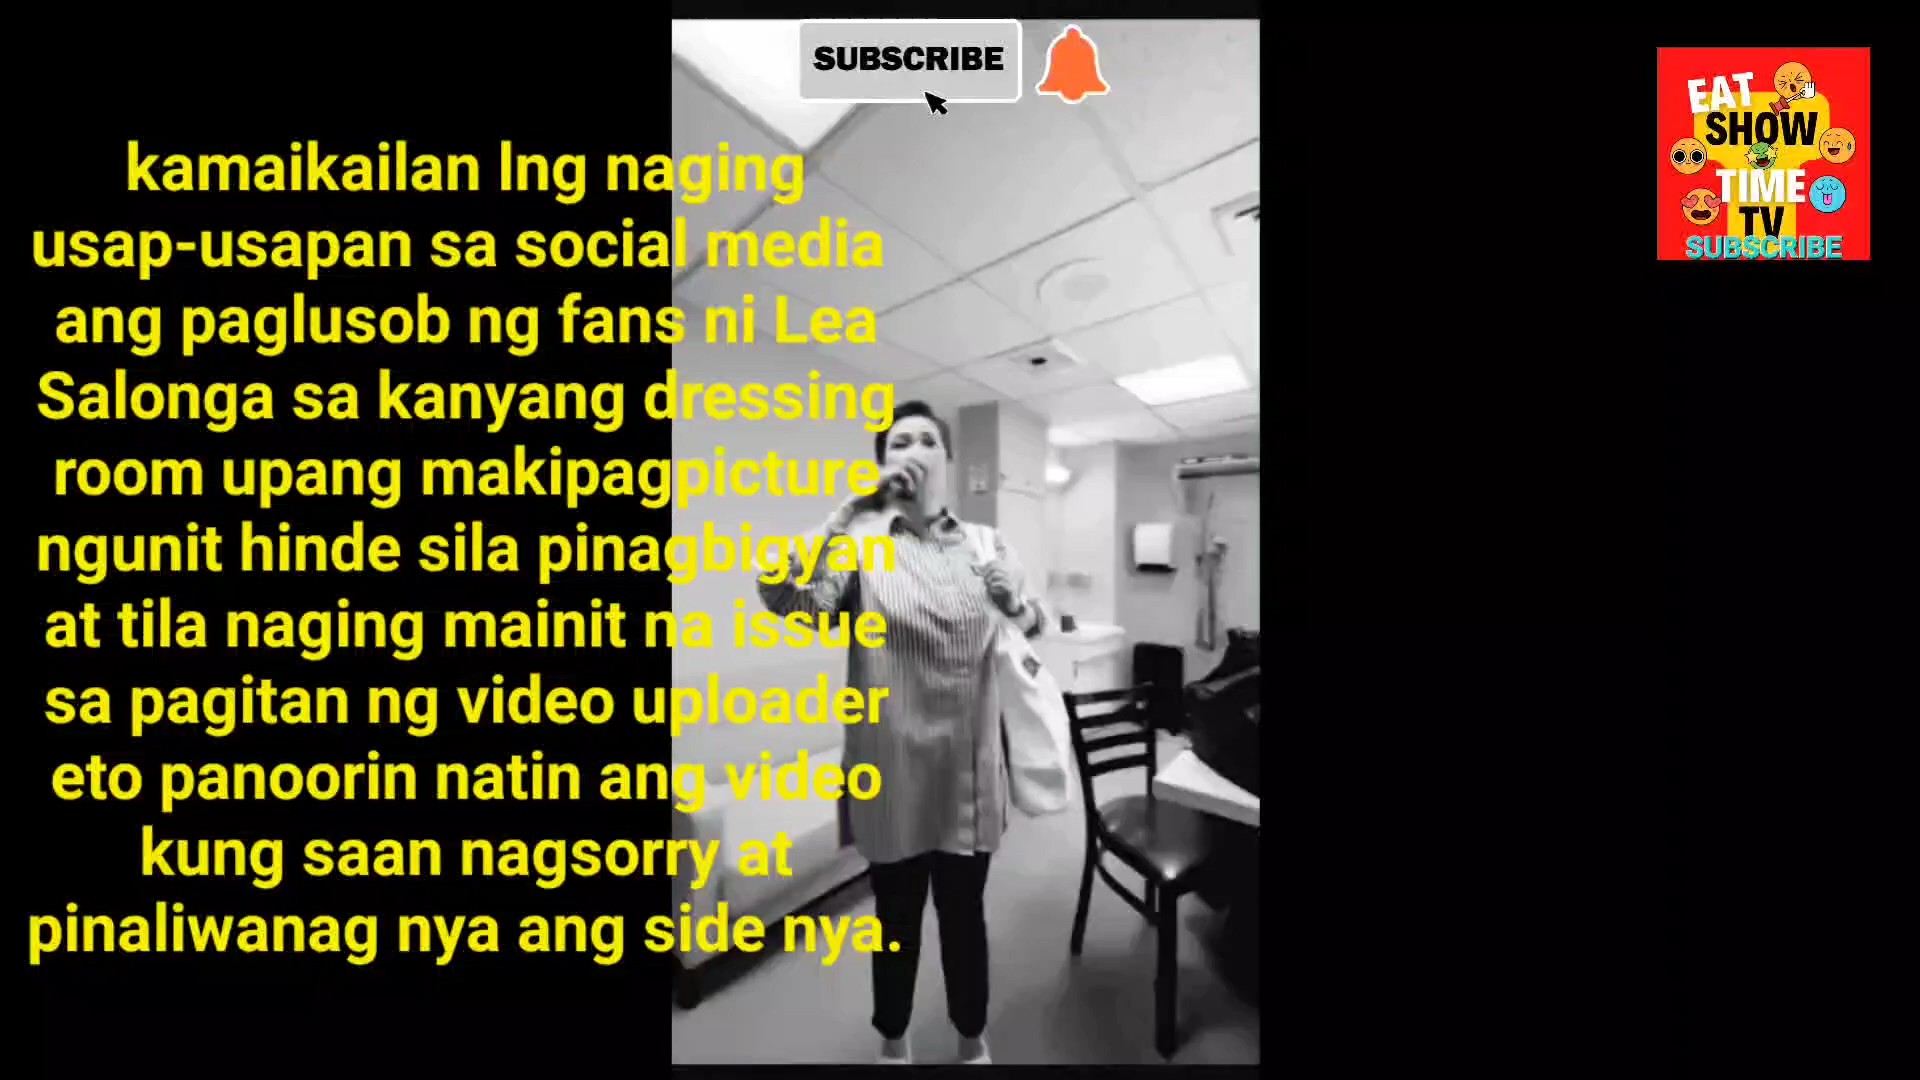 SUBSCRIBE
EAT
SHOW
TIME
TV
SUBSCRIBE
kamaikailan lng naging
usap-usapan sa social media
ang paglusob ng fans ni Lea
Salonga sa kanyang dressing
room upang makipagpicture
ngunit hinde sila pinagbigyan
at tila naging mainit na issue
sa pagitan ng video uploader
eto panoorin natin ang video
kung saan nagsorry at
pinaliwanag nya ang side nya.